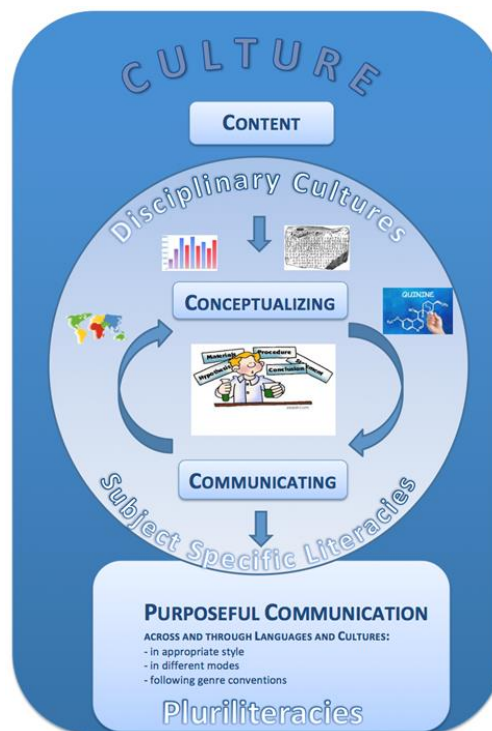 CULTURE
CONTENT
Disciplinary Cultures
QUININE
CONCEPTUALIZING
Materials
Procedure
Hypothesis
Conclusion
COMMUNICATING
Subject Specific Literacies
PURPOSEFUL COMMUNICATION
ACROSS AND THROUGH LANGUAGES AND CULTURES:
- in appropriate style
- in different modes
- following genre conventions
Pluriliteracies